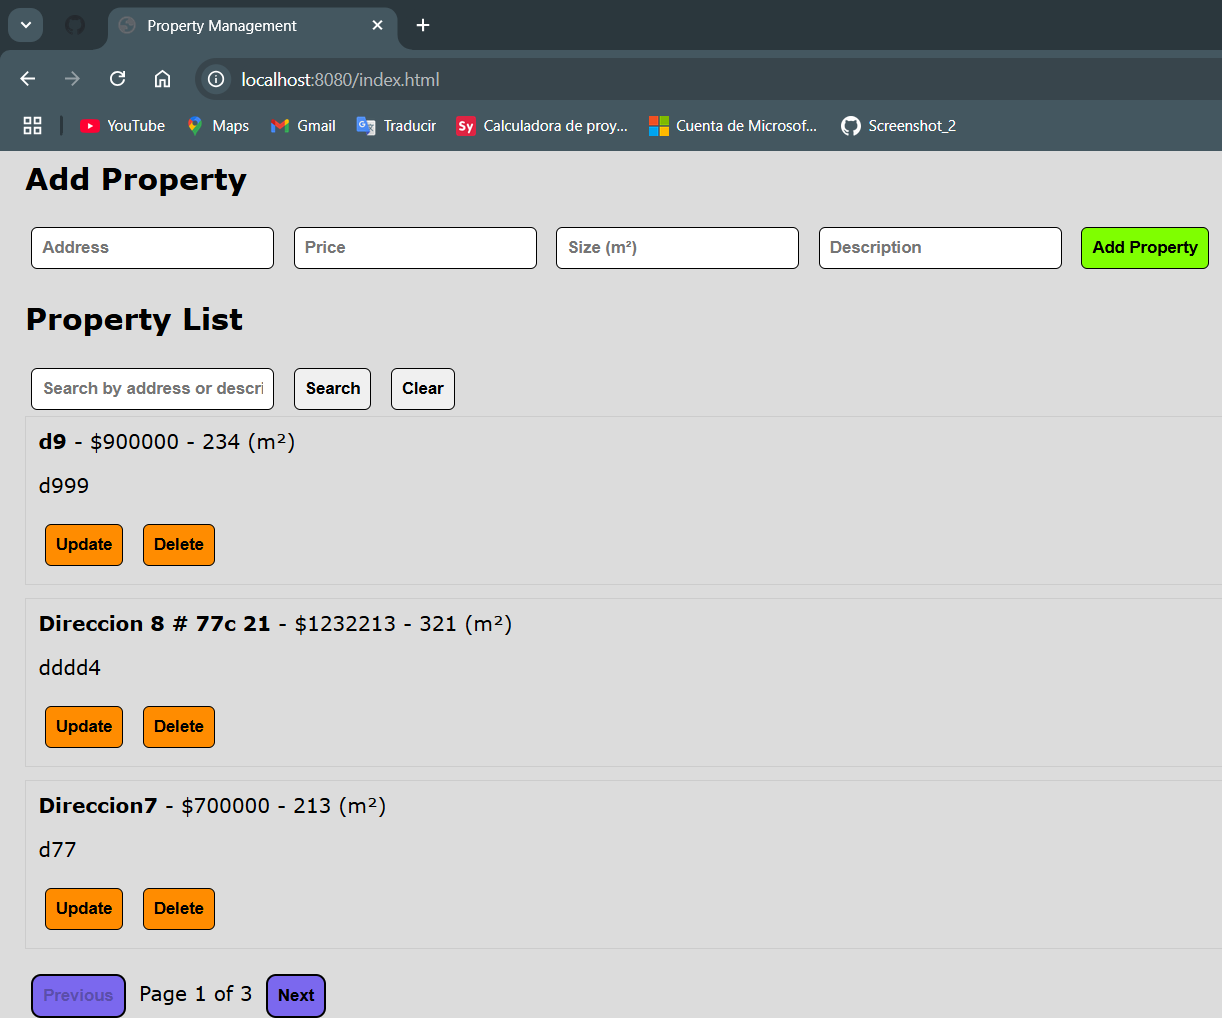 Property Management
localhost:8080/index.html
YouTube Maps Gmail Traducir Calculadora de proy... Cuenta de Microsof... Screenshot_2
Add Property
Address Price Size (m²) Description Add Property
Property List
Search by address or descri Search Clear
d9 - $900000 - 234 (m²)
d999
Update Delete
Direccion 8 # 77c 21 - $1232213 - 321 (m²)
dddd4
Update Delete
Direccion7 - $700000 - 213 (m²)
d77
Update Delete
Previous Page 1 of 3 Next